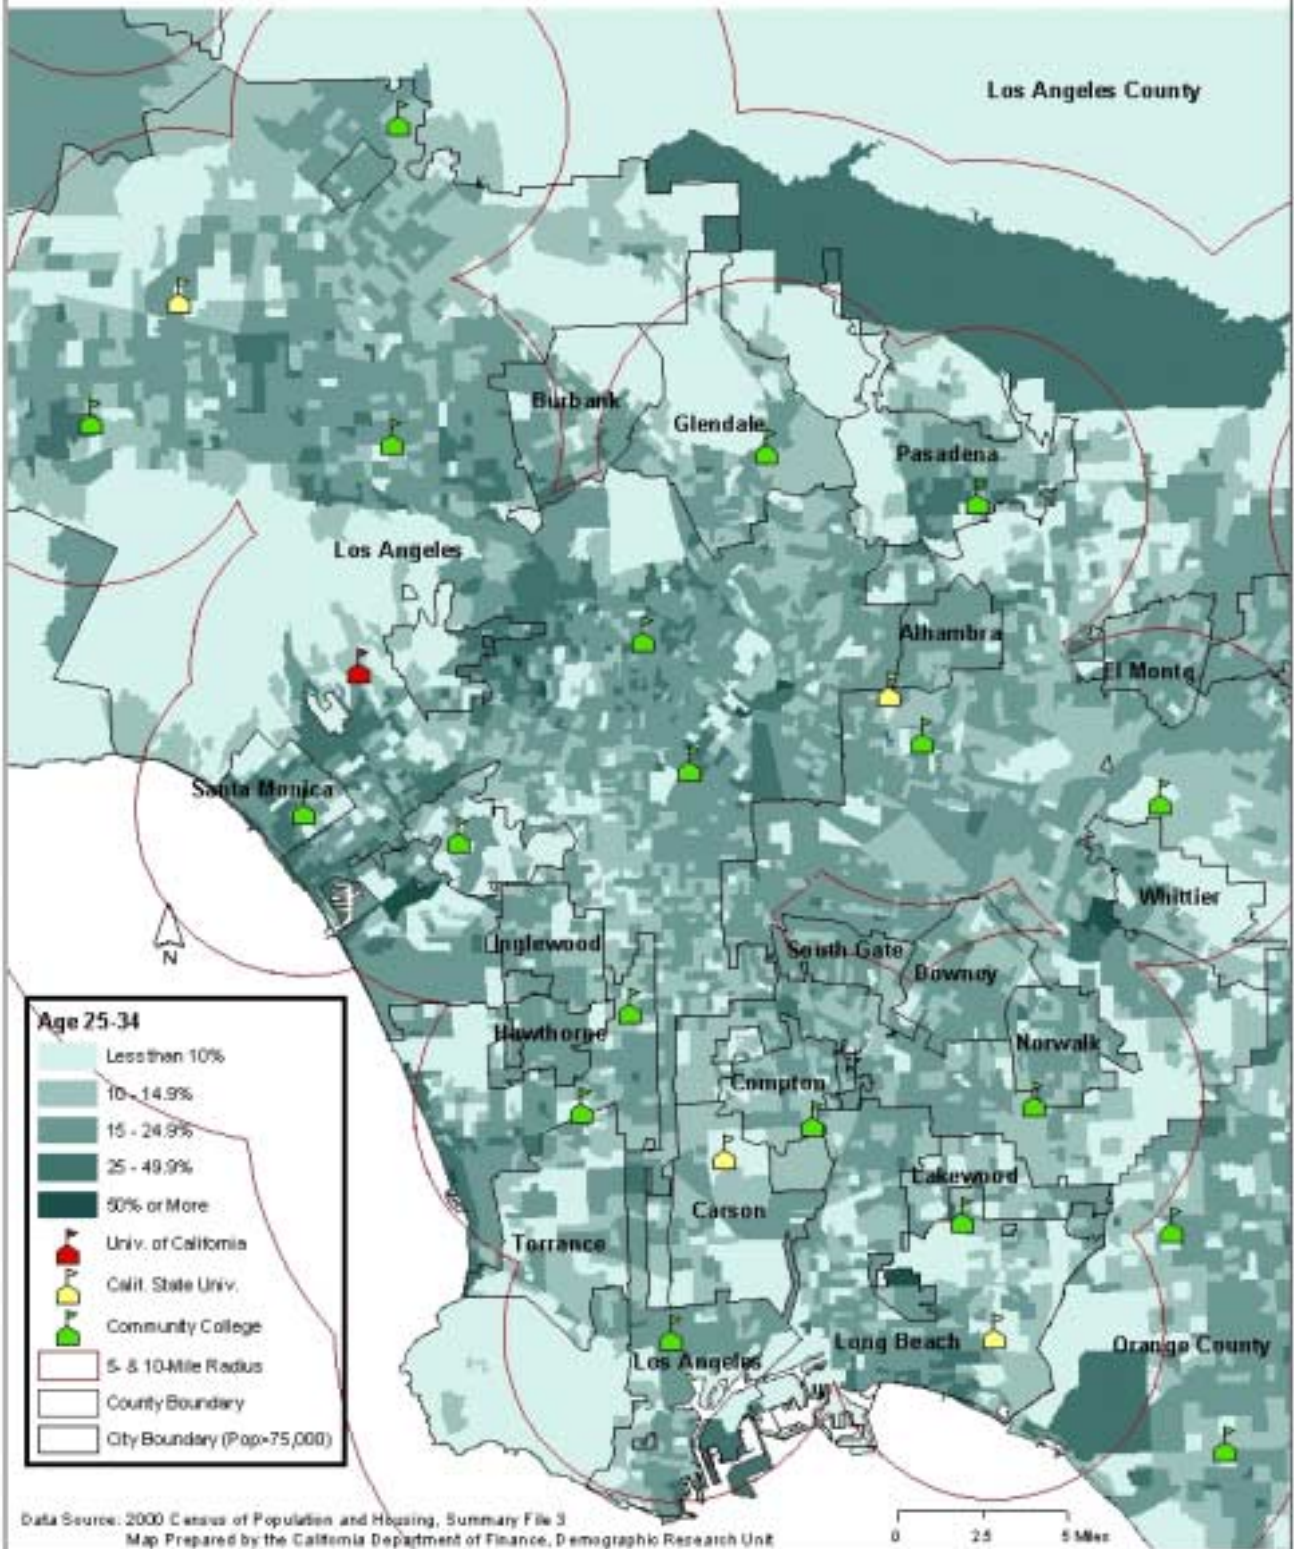 Los Angeles County
Burbank
Glendale
Pasadena
Los Angeles
Alhambra
El Monte
Santa Monica
Whittier
N
Inglewood
South Gate
Downey
Age 25-34
Less than 10%
10 - 14.9%
15 - 24.9%
25 - 49.9%
50% or More
Univ. of California
Calif. State Univ.
Community College
5- & 10-Mile Radius
County Boundary
City Boundary (Pop>75,000)
Hawthorne
Norwalk
Compton
Lakewood
Carson
Torrance
Long Beach
Orange County
Los Angeles
Data Source: 2000 Census of Population and Housing, Summary File 3
Map Prepared by the California Department of Finance, Demographic Research Unit
0 2.5 5 Miles